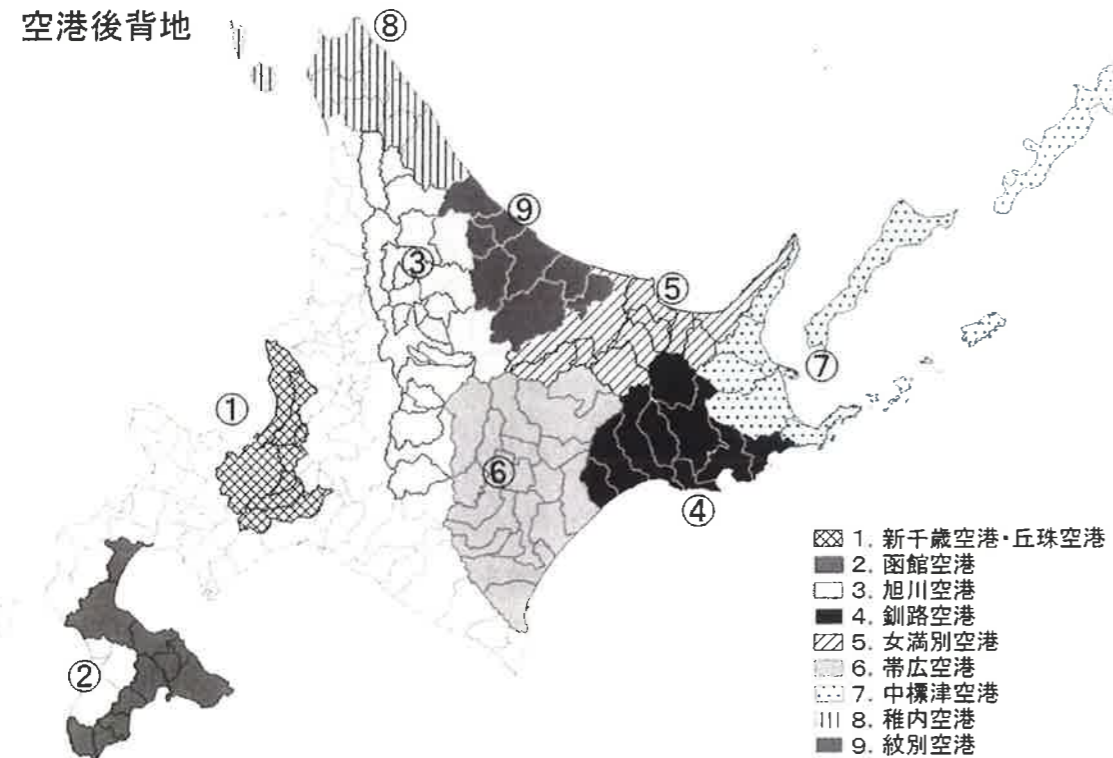 空港後背地
⑧
⑨
③
⑤
⑦
①
⑥
④
②
1. 新千歳空港・丘珠空港
2. 函館空港
3. 旭川空港
4. 釧路空港
5. 女満別空港
6. 帯広空港
7. 中標津空港
8. 稚内空港
9. 紋別空港